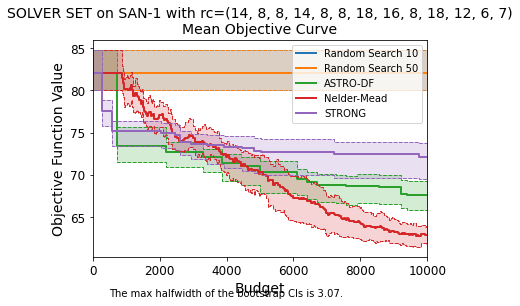 SOLVER SET on SAN-1 with rc=(14, 8, 8, 14, 8, 8, 18, 16, 8, 18, 12, 6, 7)
Mean Objective Curve
Random Search 10
Random Search 50
ASTRO-DF
Nelder-Mead
STRONG
Objective Function Value
85
80
75
70
65
0 2000 4000 6000 8000 10000
Budget
The max halfwidth of the bootstrap CIs is 3.07.